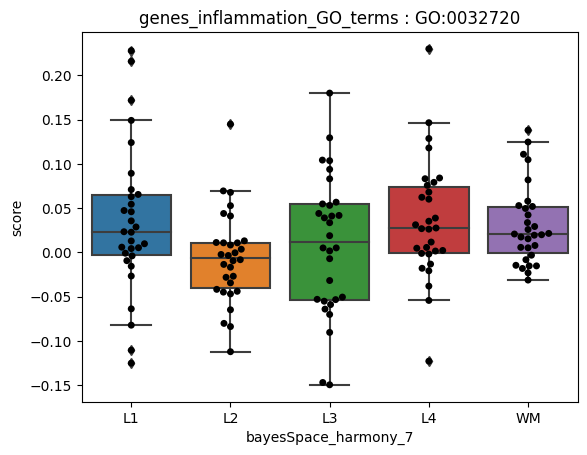 genes_inflammation_GO_terms : GO:0032720
score
0.20
0.15
0.10
0.05
0.00
−0.05
−0.10
−0.15
L1 L2 L3 L4 WM
bayesSpace_harmony_7